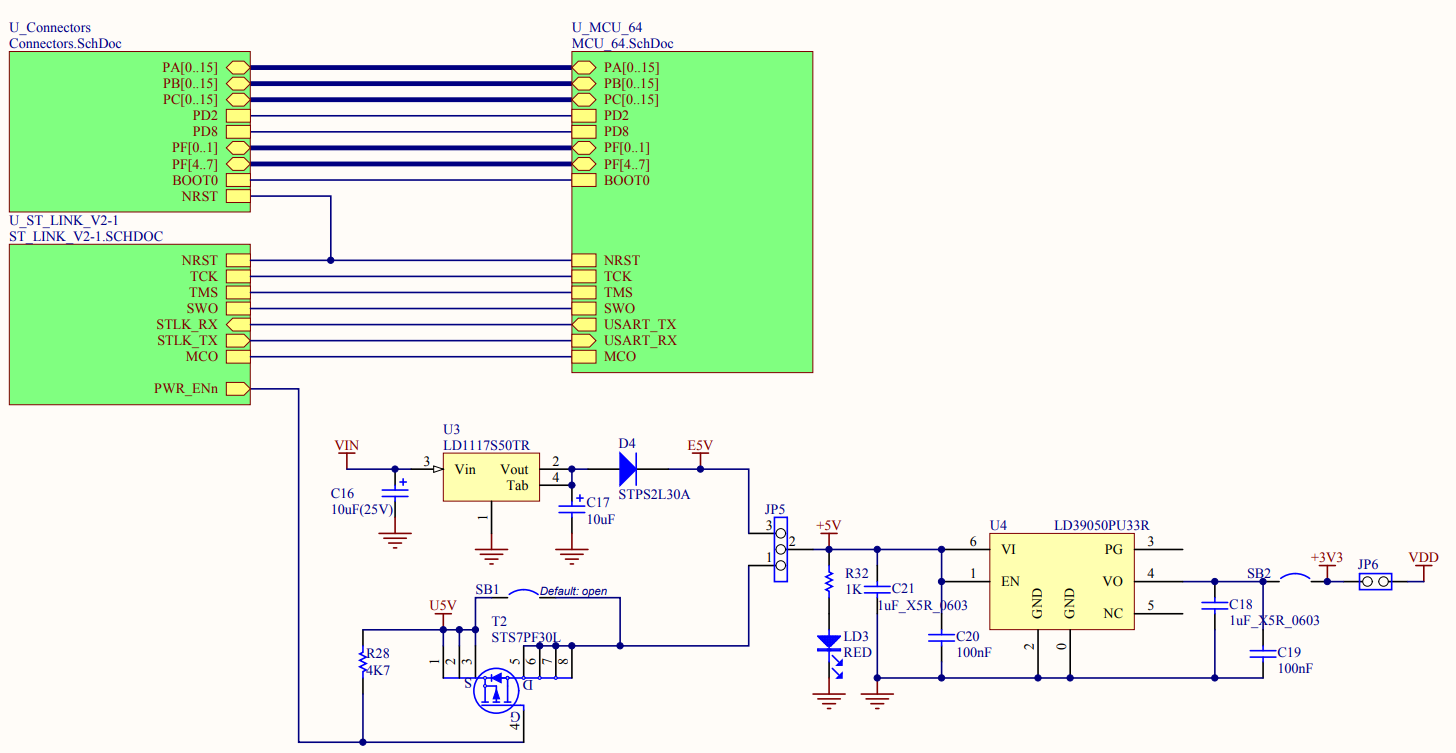 U_Connectors
Connectors.SchDoc
PA[0..15]
PB[0..15]
PC[0..15]
PD2
PD8
PF[0..1]
PF[4..7]
BOOT0
NRST
U_MCU_64
MCU_64.SchDoc
PA[0..15]
PB[0..15]
PC[0..15]
PD2
PD8
PF[0..1]
PF[4..7]
BOOT0
NRST
TCK
TMS
SWO
USART_TX
USART_RX
MCO
U_ST_LINK_V2-1
ST_LINK_V2-1.SCHDOC
NRST
TCK
TMS
SWO
STLK_RX
STLK_TX
MCO
PWR_ENn
VIN
C16
10uF(25V)
U3
LD1117S50TR
3
Vin
Vout
Tab
2
4
1
C17
10uF
D4
STPS2L30A
E5V
JP5
3
2
1
+5V
R32
1K
LD3
RED
C21
1uF_X5R_0603
C20
100nF
U4
LD39050PU33R
6
VI
1
EN
GND
GND
2
0
PG
3
VO
4
NC
5
C18
1uF_X5R_0603
C19
100nF
SB2
+3V3
JP6
VDD
SB1
Default: open
U5V
T2
STS7PF30L
R28
4K7
1
2
3
5
6
7
8
S
D
G
4